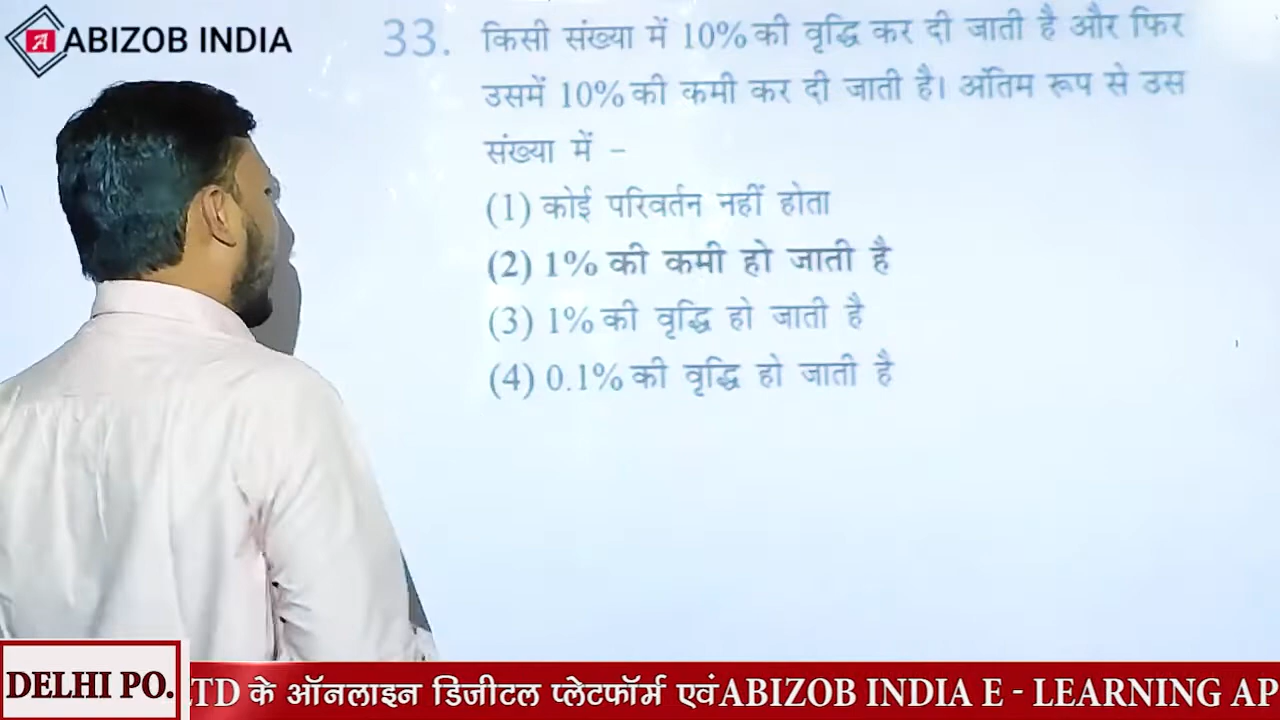 ABIZOB INDIA
33. किसी संख्या में 10% की वृद्धि कर दी जाती है और फिर
उसमें 10% की कमी कर दी जाती है। अंतिम रूप से उस
संख्या में –
(1) कोई परिवर्तन नहीं होता
(2) 1% की कमी हो जाती है
(3) 1% की वृद्धि हो जाती है
(4) 0.1% की वृद्धि हो जाती है
DELHI PO.
LTD के ऑनलाइन डिजीटल प्लेटफॉर्म एवं ABIZOB INDIA E - LEARNING AP